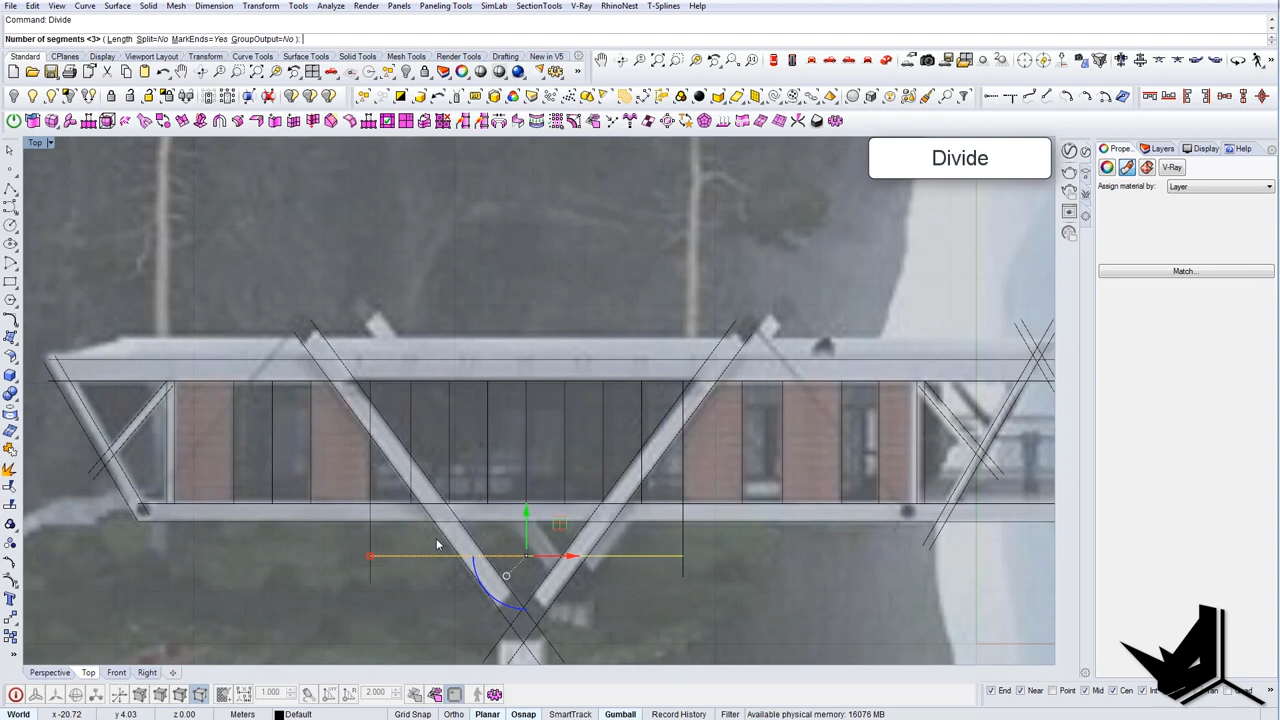 File Edit View Curve Surface Solid Mesh Dimension Transform Tools Analyze Render Panels Paneling Tools SimLab SectionTools V-Ray RhinoNest T-Splines Help
Command: Divide
Number of segments <3> ( Length Split=No MarkEnds=Yes GroupOutput=No ):
Standard CPlanes Display Viewport Layout Transform Curve Tools Surface Tools Solid Tools Mesh Tools Render Tools Drafting New in V5
Top
Divide
Prope... Layers Display Help
V-Ray
Assign material by: Layer
Match...
Perspective Top Front Right
1.000 2.000
End Near Point Mid Cen
World x -20.72 y 4.03 z 0.00 Meters Default Grid Snap Ortho Planar Osnap SmartTrack Gumball Record History Filter Available physical memory: 16076 MB